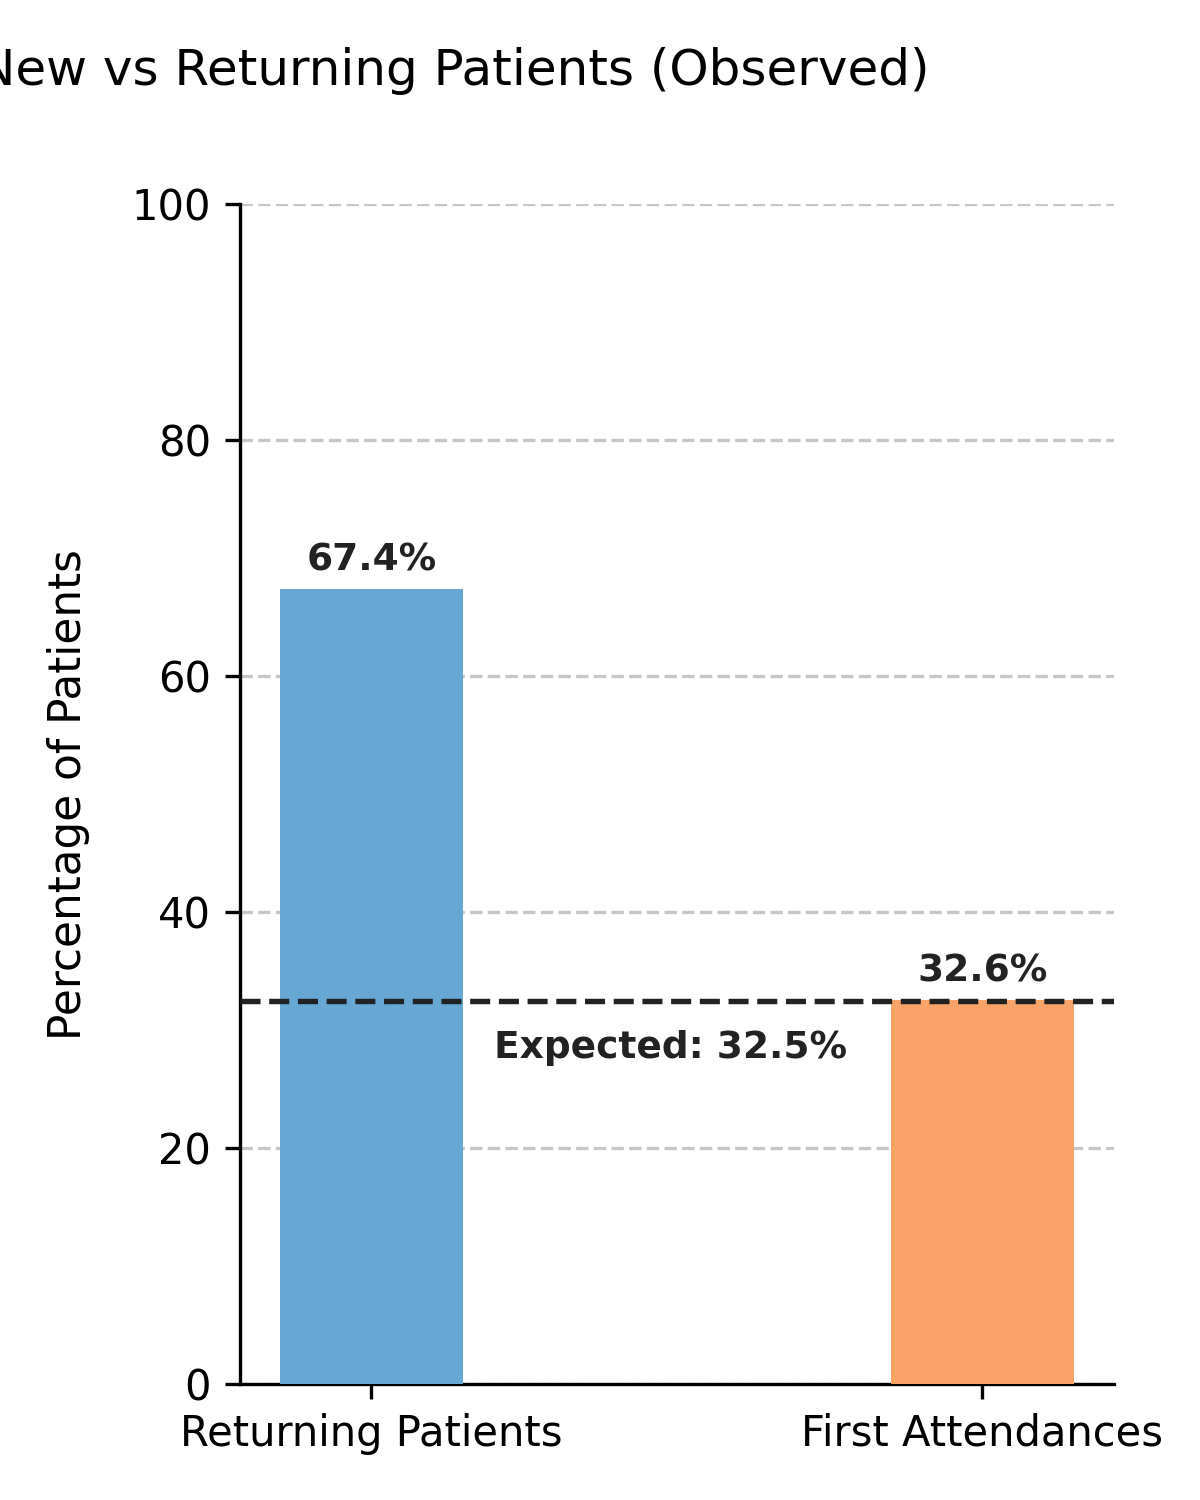 New vs Returning Patients (Observed)
100
80
60
40
20
0
Percentage of Patients
67.4%
32.6%
Expected: 32.5%
Returning Patients
First Attendances